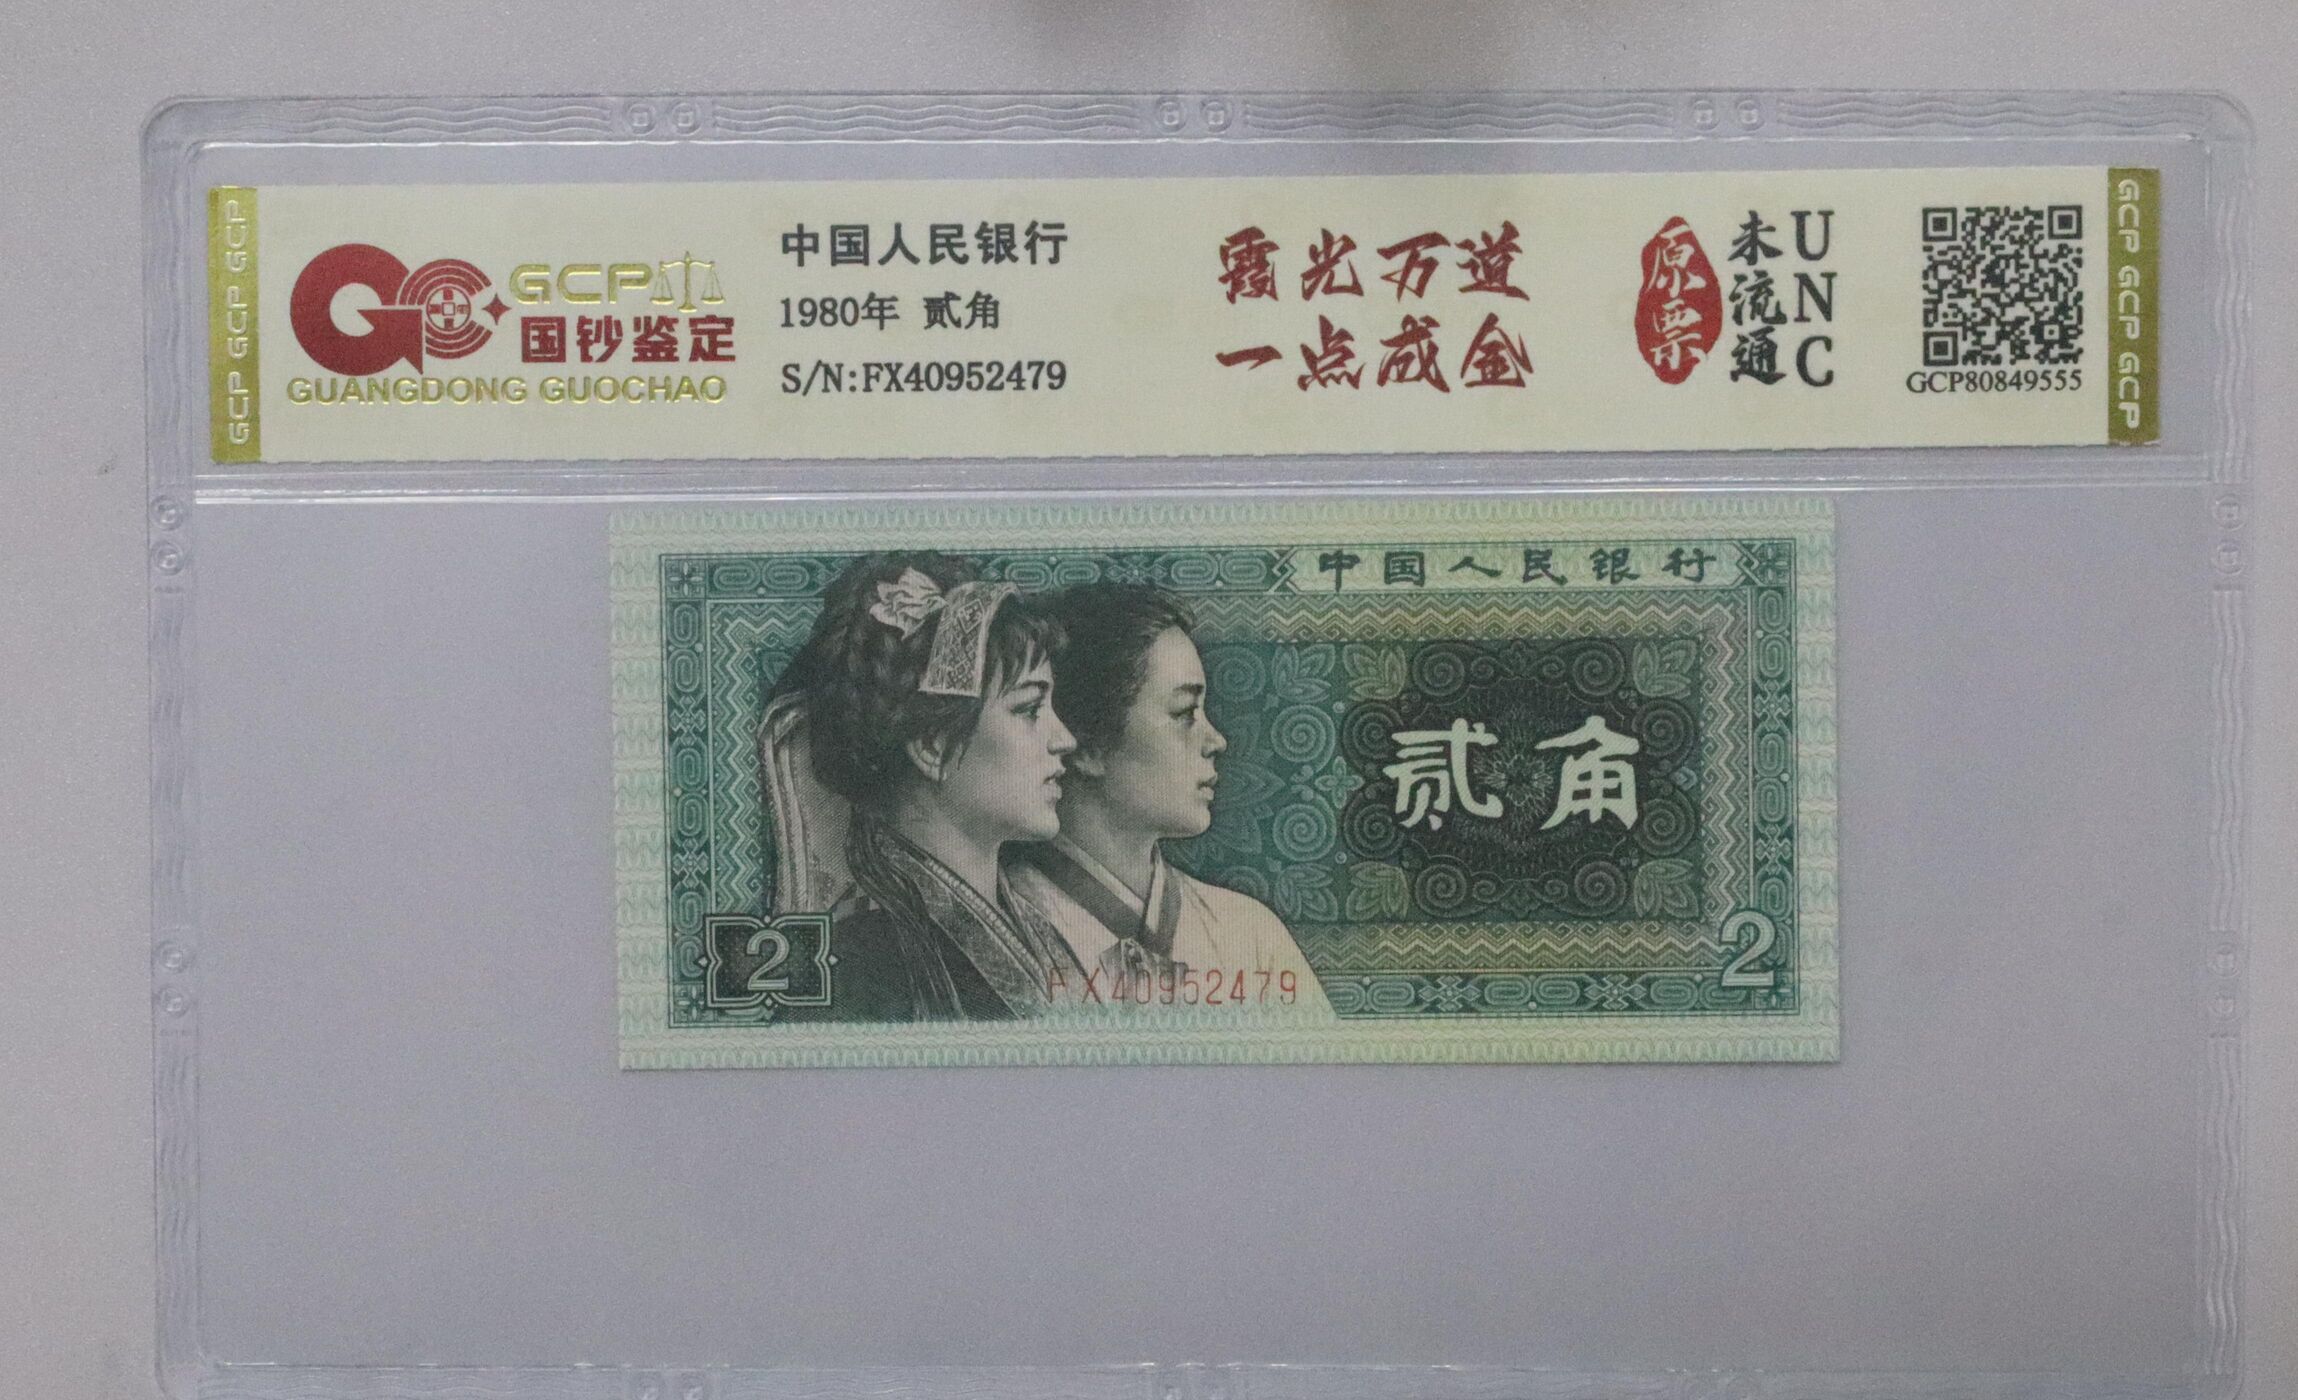 GCP GCP GCP
GCP
国钞鉴定
GUANGDONG GUOCHAO
中国人民银行
1980年 贰角
S/N:FX40952479
霞光万道
一点成金
原票
未流通
UNC
GCP80849555
GCP GCP GCP
中国人民银行
贰角
2
FX40952479
2